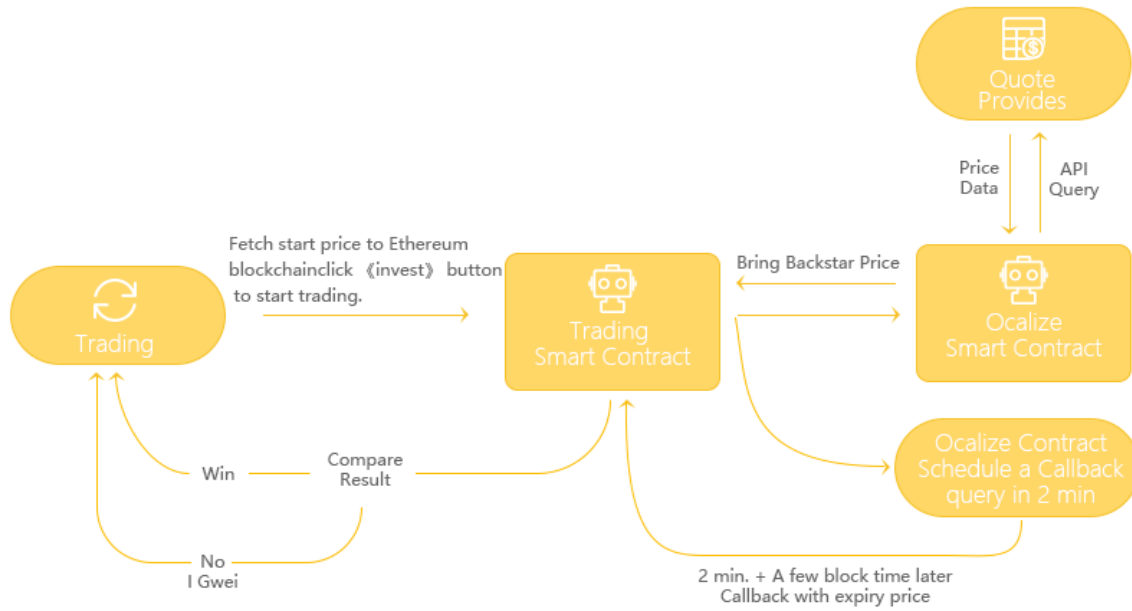 Quote
Provides
Price
Data
API
Query
Fetch start price to Ethereum
blockchainclick 《invest》 button
to start trading.
Bring Backstar Price
Trading
Trading
Smart Contract
Ocalize
Smart Contract
Ocalize Contract
Schedule a Callback
query in 2 min
Win
Compare
Result
No
I Gwei
2 min. + A few block time later
Callback with expiry price